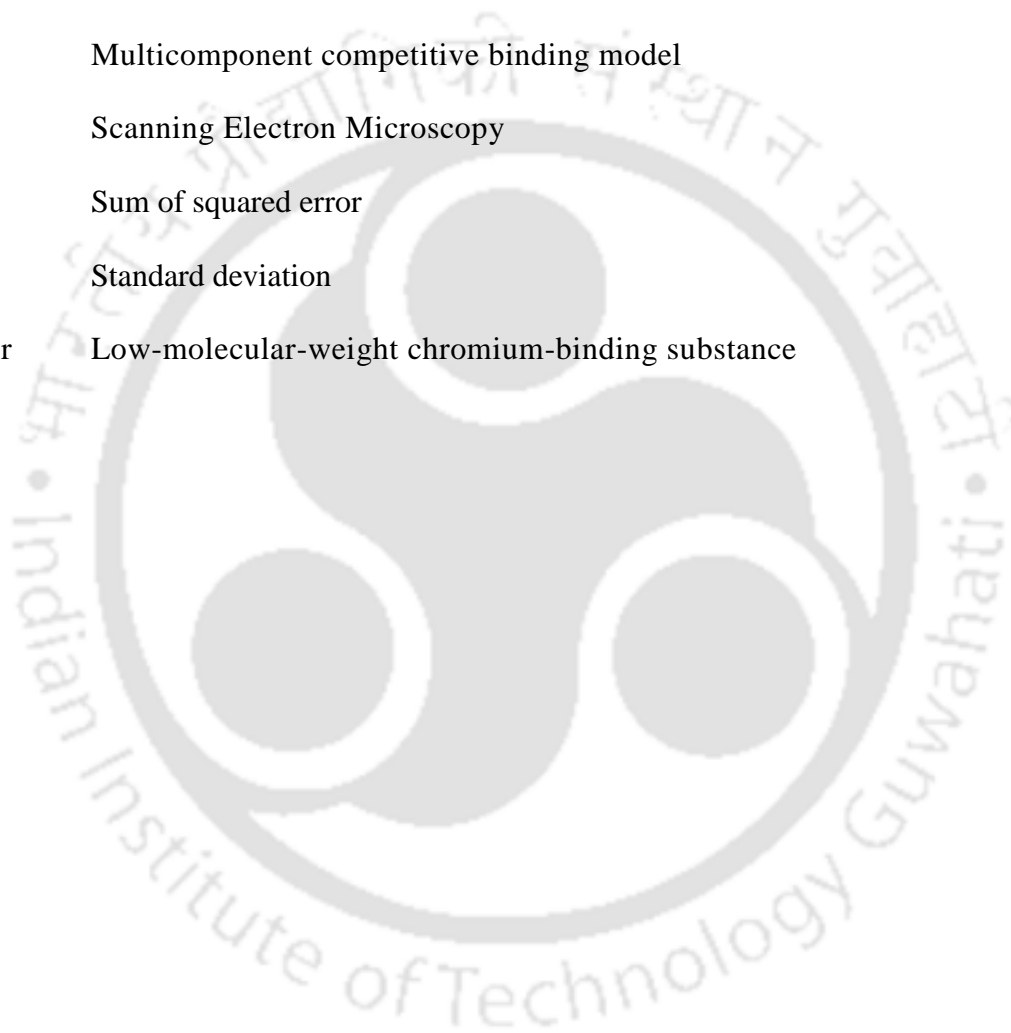 Multicomponent competitive binding model
Scanning Electron Microscopy
Sum of squared error
Standard deviation
r Low-molecular-weight chromium-binding substance
भारतीय प्रौद्योगिकी संस्थान गुवाहाटी
Indian Institute of Technology Guwahati